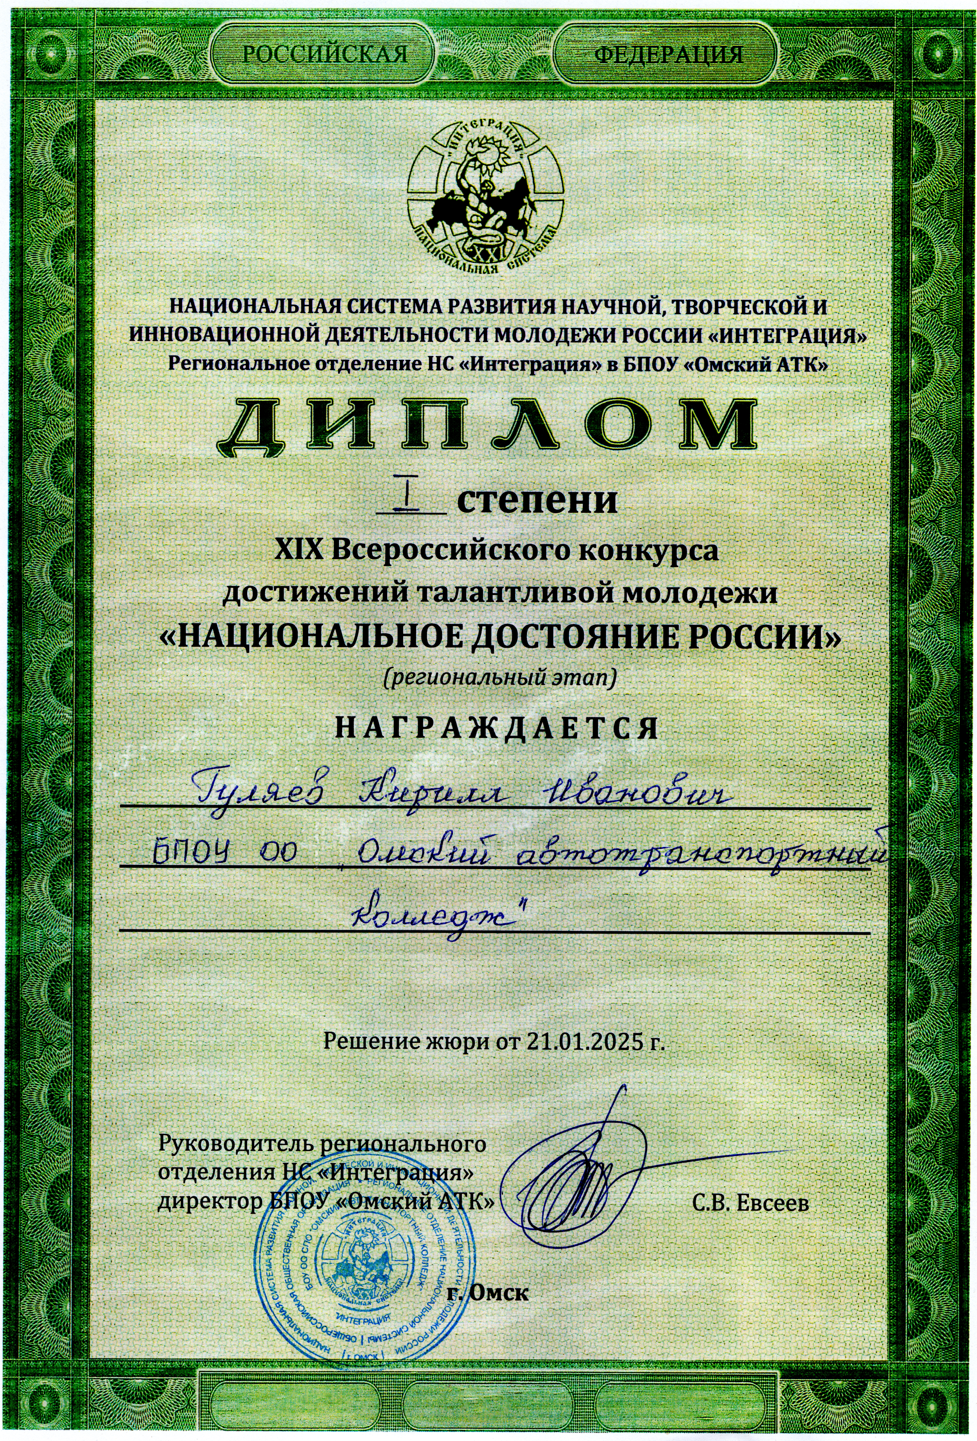 РОССИЙСКАЯ ФЕДЕРАЦИЯ
"ИНТЕГРАЦИЯ"
XXI
НАЦИОНАЛЬНАЯ СИСТЕМА
НАЦИОНАЛЬНАЯ СИСТЕМА РАЗВИТИЯ НАУЧНОЙ, ТВОРЧЕСКОЙ И
ИННОВАЦИОННОЙ ДЕЯТЕЛЬНОСТИ МОЛОДЕЖИ РОССИИ «ИНТЕГРАЦИЯ»
Региональное отделение НС «Интеграция» в БПОУ «Омский АТК»
ДИПЛОМ
I степени
XIX Всероссийского конкурса
достижений талантливой молодежи
«НАЦИОНАЛЬНОЕ ДОСТОЯНИЕ РОССИИ»
(региональный этап)
НАГРАЖДАЕТСЯ
Гуляев Кирилл Иванович
БПОУ ОО „Омский автотранспортный
колледж"
Решение жюри от 21.01.2025 г.
Руководитель регионального
отделения НС «Интеграция»
директор БПОУ «Омский АТК» С.В. Евсеев
г. Омск